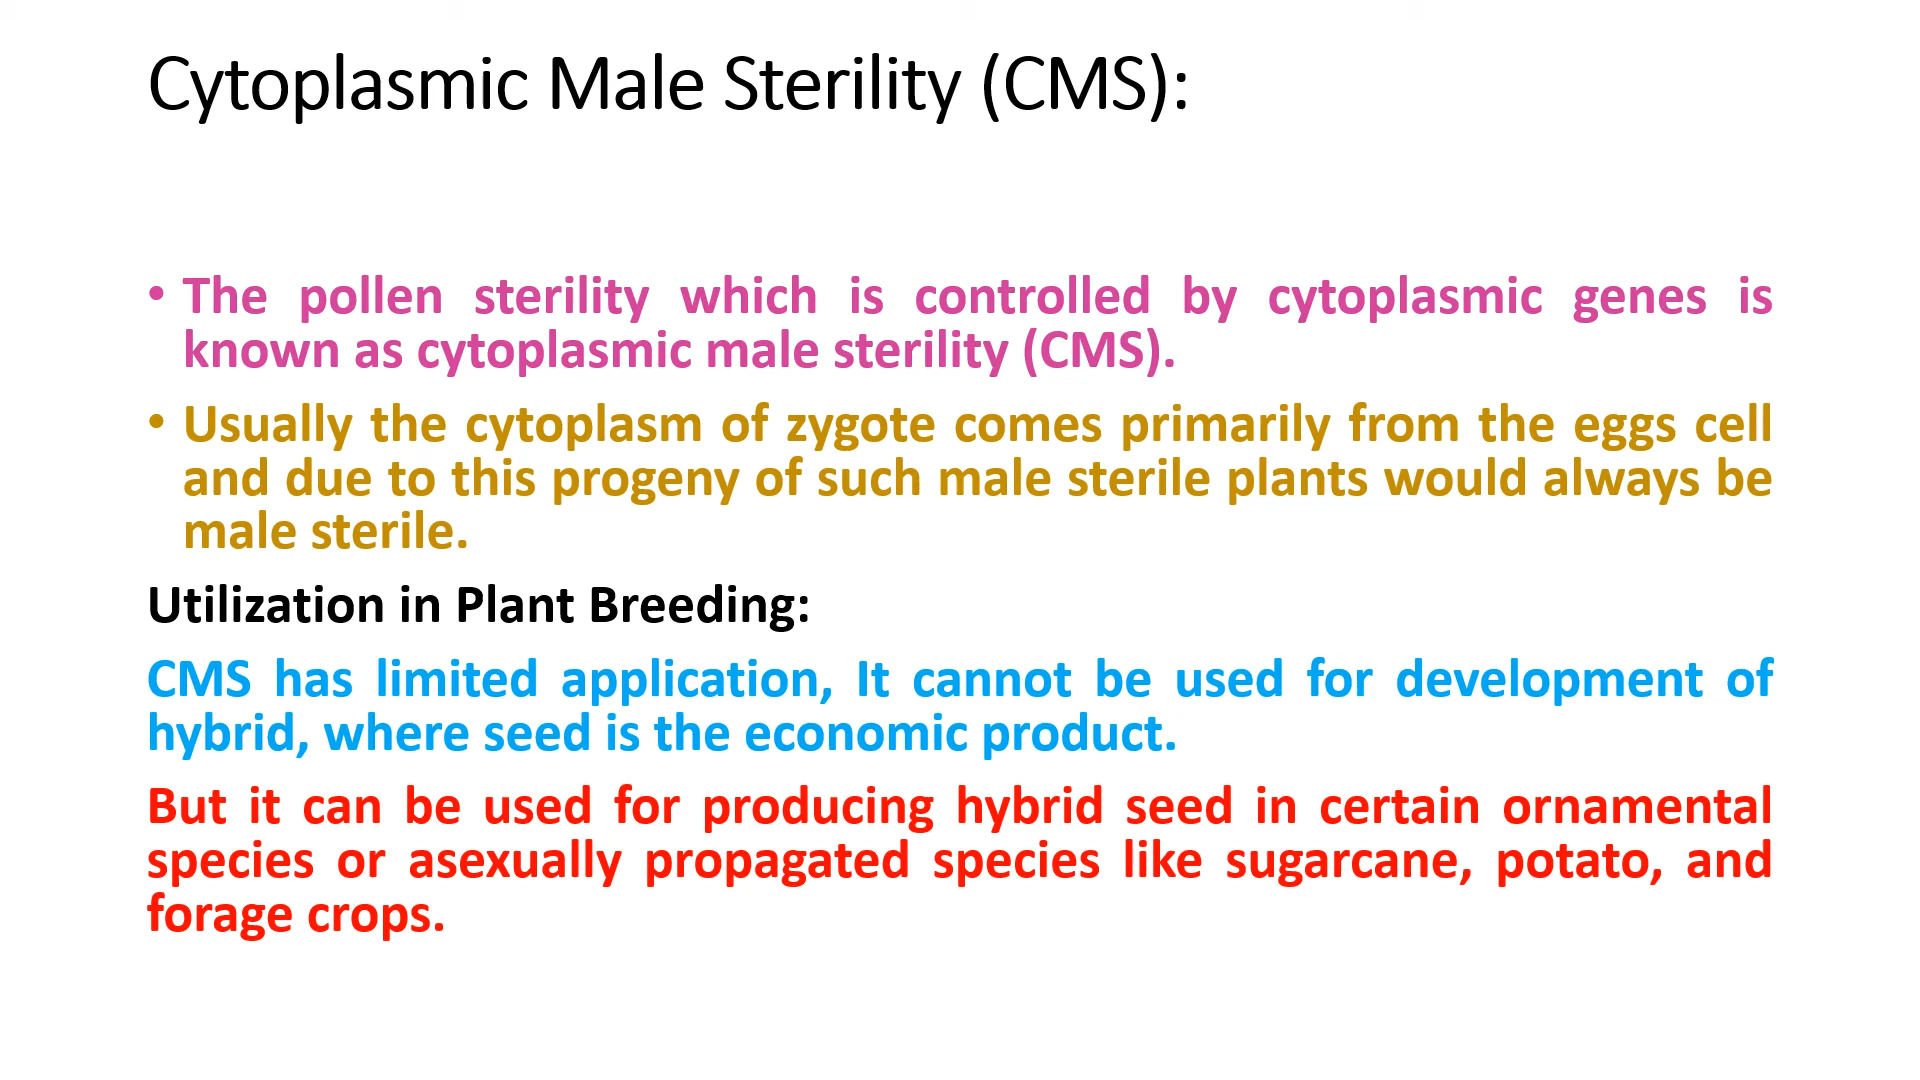 Cytoplasmic Male Sterility (CMS):
• The pollen sterility which is controlled by cytoplasmic genes is
known as cytoplasmic male sterility (CMS).
• Usually the cytoplasm of zygote comes primarily from the eggs cell
and due to this progeny of such male sterile plants would always be
male sterile.
Utilization in Plant Breeding:
CMS has limited application, It cannot be used for development of
hybrid, where seed is the economic product.
But it can be used for producing hybrid seed in certain ornamental
species or asexually propagated species like sugarcane, potato, and
forage crops.